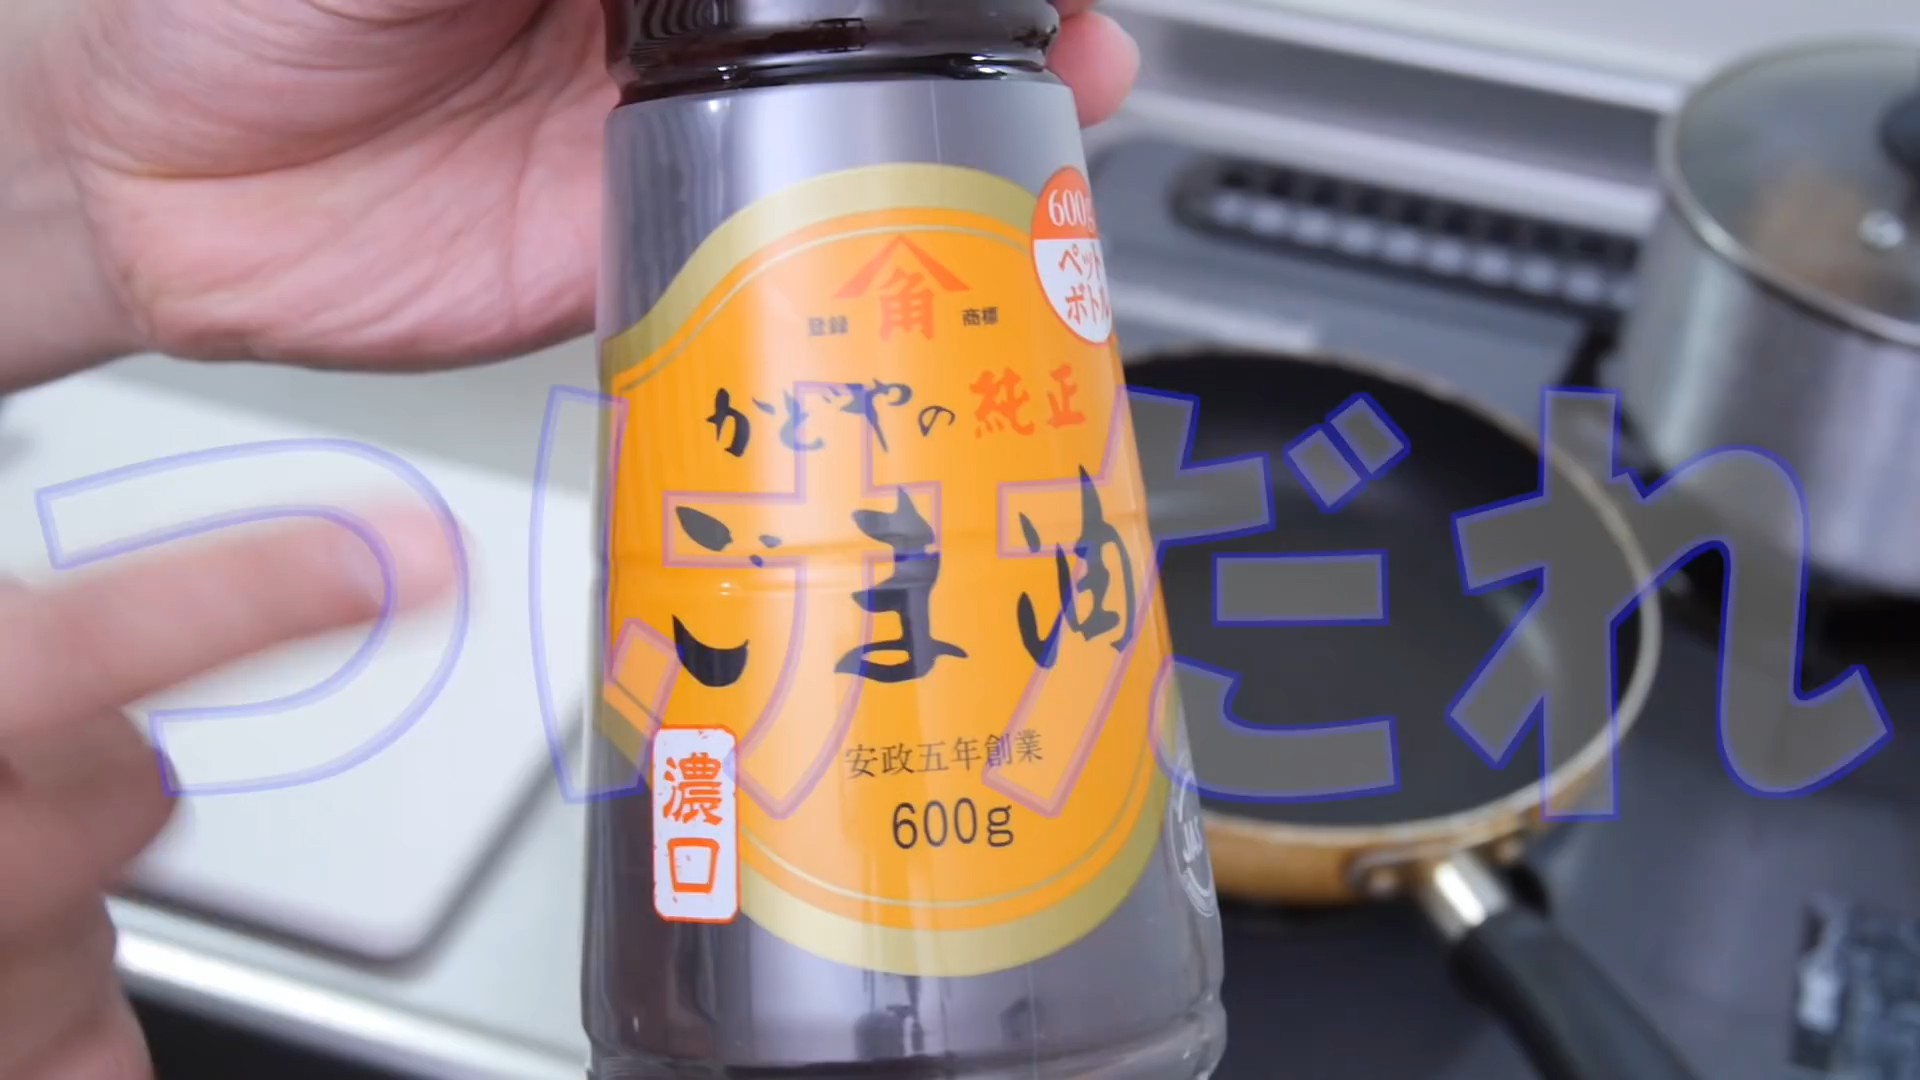 600g
ペット
ボトル
角
登録 商標
かどやの 純正
ごま油
つけだれ
安政五年創業
濃口
600g
JAS